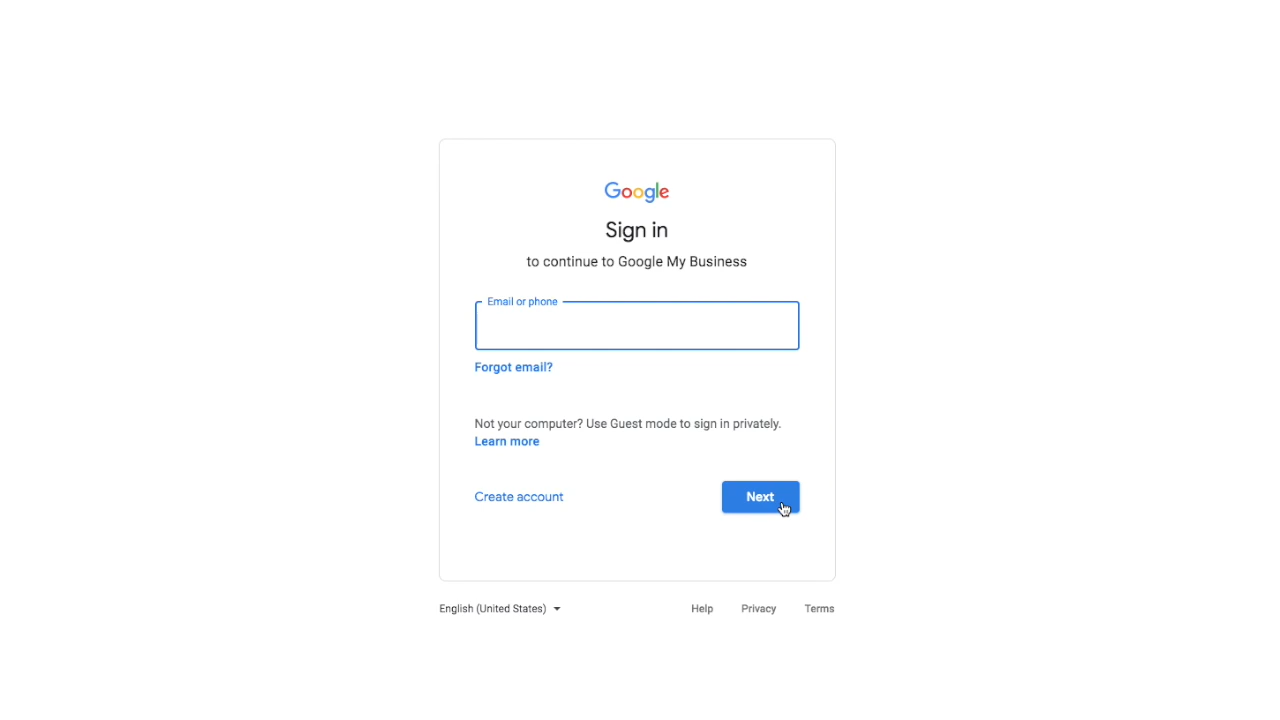 Google
Sign in
to continue to Google My Business
Email or phone
Forgot email?
Not your computer? Use Guest mode to sign in privately.
Learn more
Create account
Next
English (United States)
Help
Privacy
Terms